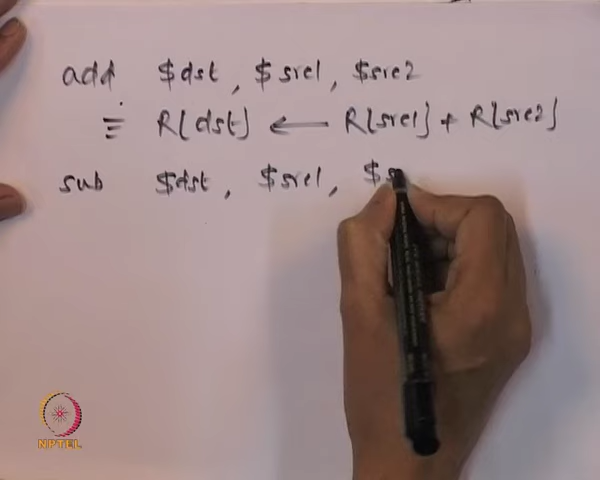 add $dst, $src1, $src2
≡ R[dst] ← R[src1] + R[src2]
sub $dst, $src1, $s
NPTEL